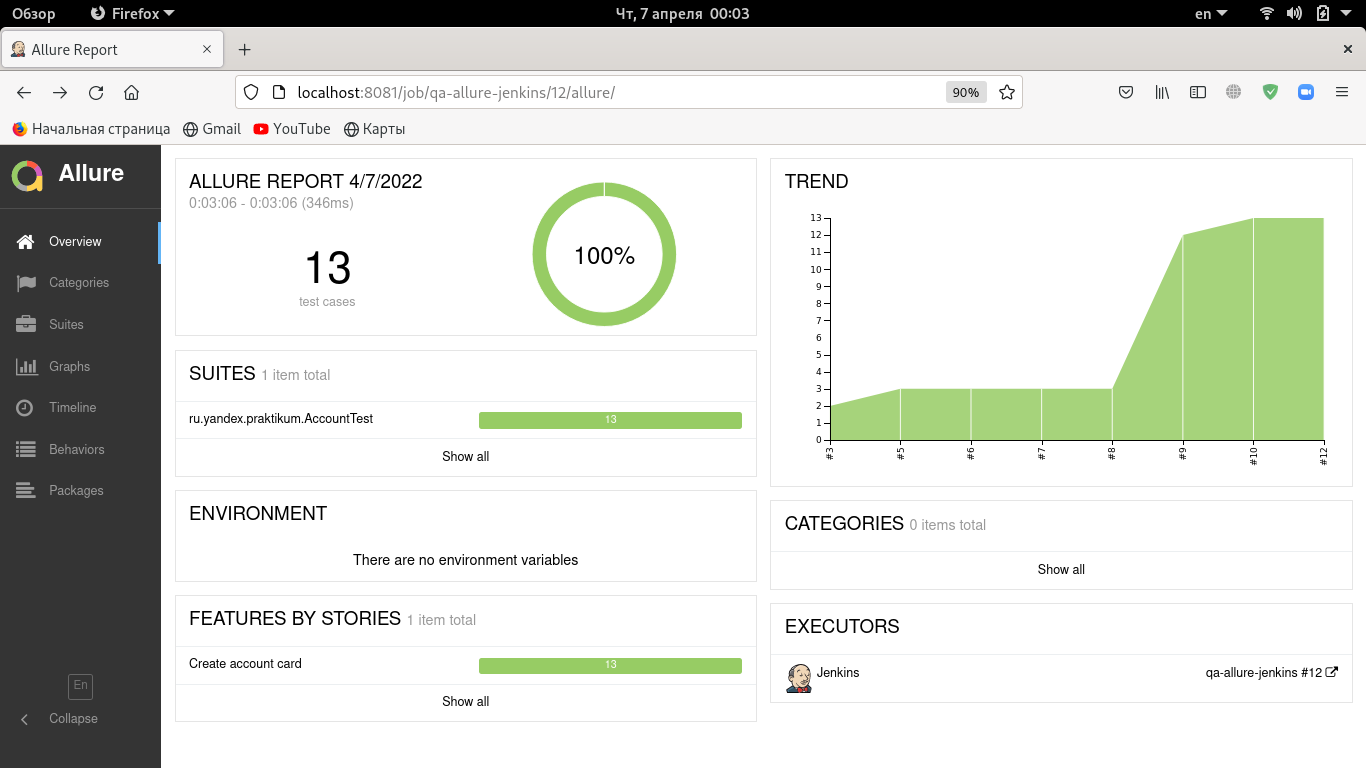 Обзор
Firefox
Чт, 7 апреля 00:03
en
Allure Report
localhost:8081/job/qa-allure-jenkins/12/allure/
90%
Начальная страница
Gmail
YouTube
Карты
Allure
Overview
Categories
Suites
Graphs
Timeline
Behaviors
Packages
En
Collapse
ALLURE REPORT 4/7/2022
0:03:06 - 0:03:06 (346ms)
13
test cases
100%
SUITES 1 item total
ru.yandex.praktikum.AccountTest
13
Show all
ENVIRONMENT
There are no environment variables
FEATURES BY STORIES 1 item total
Create account card
13
Show all
TREND
13
12
11
10
9
8
7
6
5
4
3
2
1
0
#3
#5
#6
#7
#8
#9
#10
#12
CATEGORIES 0 items total
Show all
EXECUTORS
Jenkins
qa-allure-jenkins #12